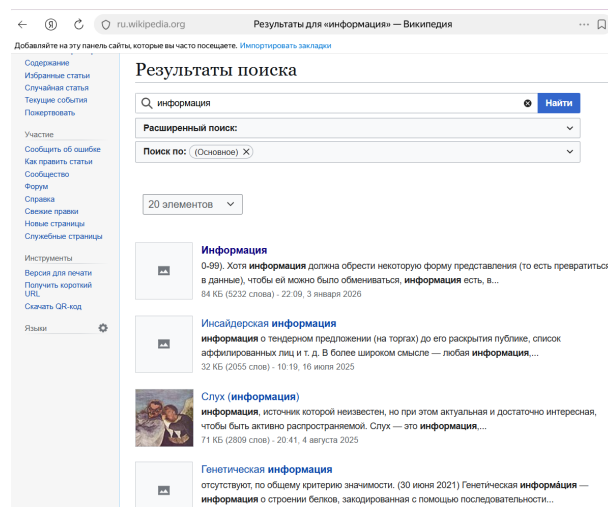 ru.wikipedia.org
Результаты для «информация» — Википедия
Добавляйте на эту панель сайты, которые вы часто посещаете. Импортировать закладки
Содержание
Избранные статьи
Случайная статья
Текущие события
Пожертвовать
Участие
Сообщить об ошибке
Как править статьи
Сообщество
Форум
Справка
Свежие правки
Новые страницы
Служебные страницы
Инструменты
Версия для печати
Получить короткий
URL
Скачать QR-код
Языки
Результаты поиска
информация
Найти
Расширенный поиск:
Поиск по: (Основное)
20 элементов
Информация
0-99). Хотя информация должна обрести некоторую форму представления (то есть превратиться
в данные), чтобы ей можно было обмениваться, информация есть, в...
84 КБ (5232 слова) - 22:09, 3 января 2026
Инсайдерская информация
информация о тендерном предложении (на торгах) до его раскрытия публике, список
аффилированных лиц и т. д. В более широком смысле — любая информация,...
32 КБ (2055 слов) - 10:19, 16 июля 2025
Слух (информация)
информация, источник которой неизвестен, но при этом актуальная и достаточно интересная,
чтобы быть активно распространяемой. Слух — это информация,...
71 КБ (2809 слов) - 20:41, 4 августа 2025
Генетическая информация
отсутствуют, по общему критерию значимости. (30 июня 2021) Генети́ческая информа́ция —
информация о строении белков, закодированная с помощью последовательности...